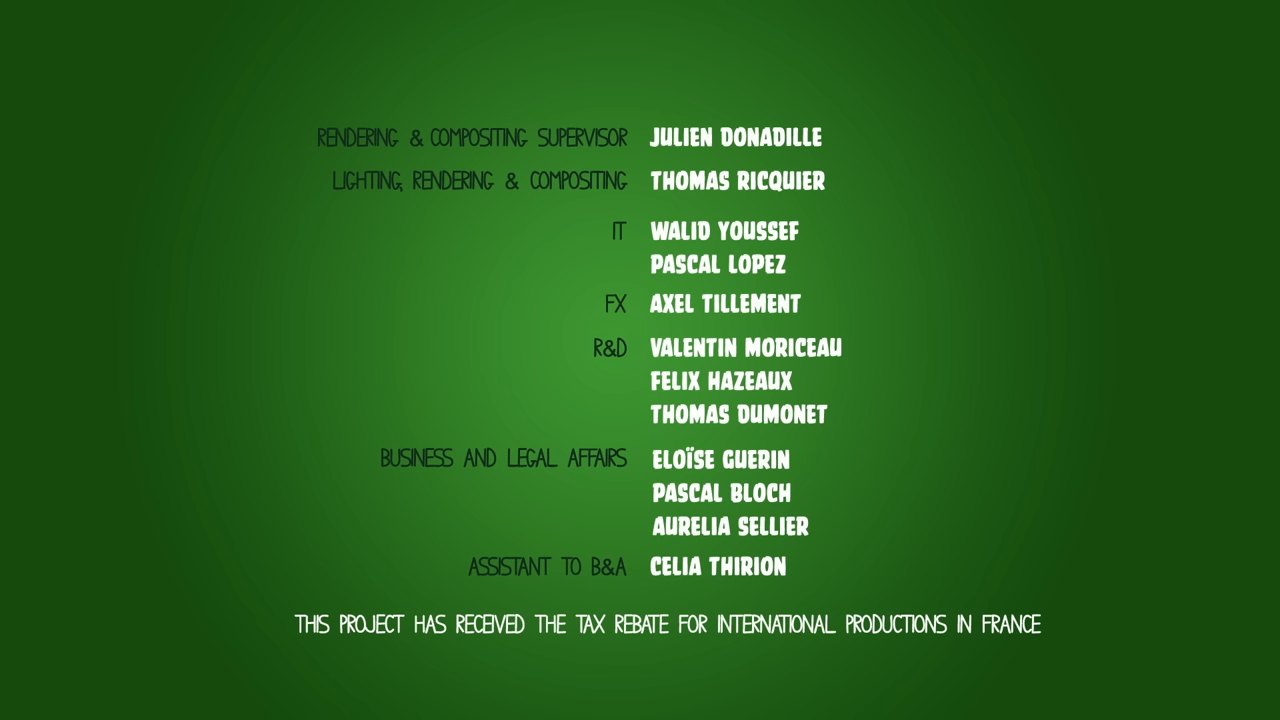 RENDERING & COMPOSITING SUPERVISOR JULIEN DONADILLE
LIGHTING, RENDERING & COMPOSITING THOMAS RICQUIER
IT WALID YOUSSEF
PASCAL LOPEZ
FX AXEL TILLEMENT
R&D VALENTIN MORICEAU
FELIX HAZEAUX
THOMAS DUMONET
BUSINESS AND LEGAL AFFAIRS ELOÏSE GUERIN
PASCAL BLOCH
AURELIA SELLIER
ASSISTANT TO B&A CELIA THIRION
THIS PROJECT HAS RECEIVED THE TAX REBATE FOR INTERNATIONAL PRODUCTIONS IN FRANCE